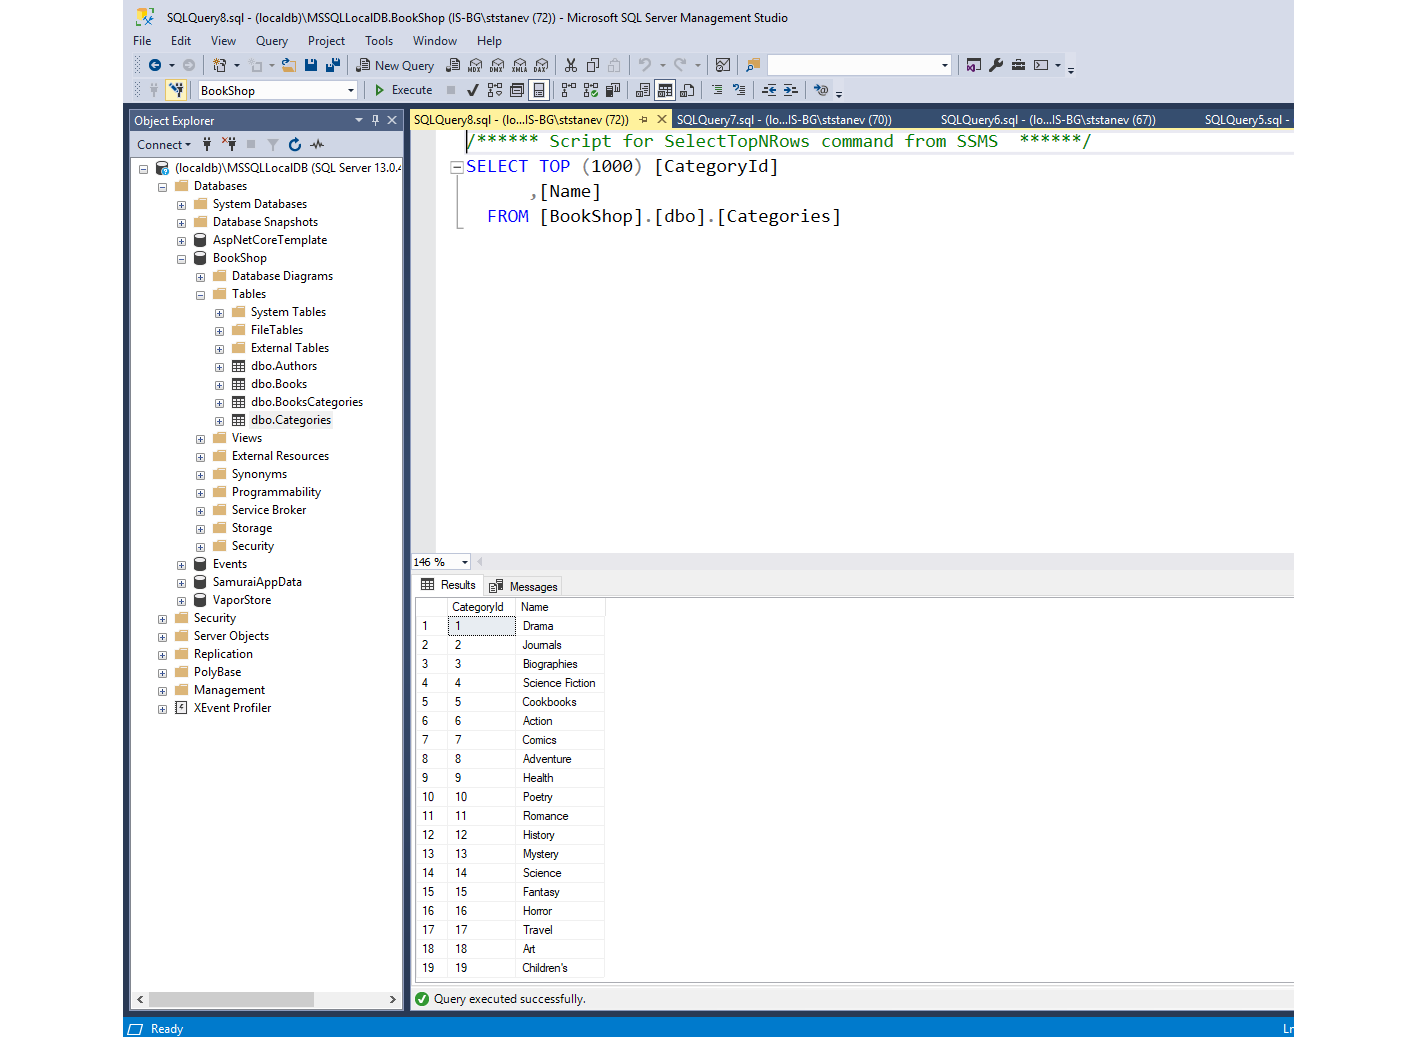 SQLQuery8.sql - (localdb)\MSSQLLocalDB.BookShop (IS-BG\ststanev (72)) - Microsoft SQL Server Management Studio
File Edit View Query Project Tools Window Help
New Query MDX DMX XMLA DAX
BookShop Execute
Object Explorer
Connect
(localdb)\MSSQLLocalDB (SQL Server 13.0.4
Databases
System Databases
Database Snapshots
AspNetCoreTemplate
BookShop
Database Diagrams
Tables
System Tables
FileTables
External Tables
dbo.Authors
dbo.Books
dbo.BooksCategories
dbo.Categories
Views
External Resources
Synonyms
Programmability
Service Broker
Storage
Security
Events
SamuraiAppData
VaporStore
Security
Server Objects
Replication
PolyBase
Management
XEvent Profiler
SQLQuery8.sql - (lo...IS-BG\ststanev (72)) SQLQuery7.sql - (lo...IS-BG\ststanev (70)) SQLQuery6.sql - (lo...IS-BG\ststanev (67)) SQLQuery5.sql -
/****** Script for SelectTopNRows command from SSMS  ******/
SELECT TOP (1000) [CategoryId]
,[Name]
FROM [BookShop].[dbo].[Categories]
146 %
Results Messages
CategoryId Name
1 1 Drama
2 2 Journals
3 3 Biographies
4 4 Science Fiction
5 5 Cookbooks
6 6 Action
7 7 Comics
8 8 Adventure
9 9 Health
10 10 Poetry
11 11 Romance
12 12 History
13 13 Mystery
14 14 Science
15 15 Fantasy
16 16 Horror
17 17 Travel
18 18 Art
19 19 Children's
Query executed successfully.
Ready Ln